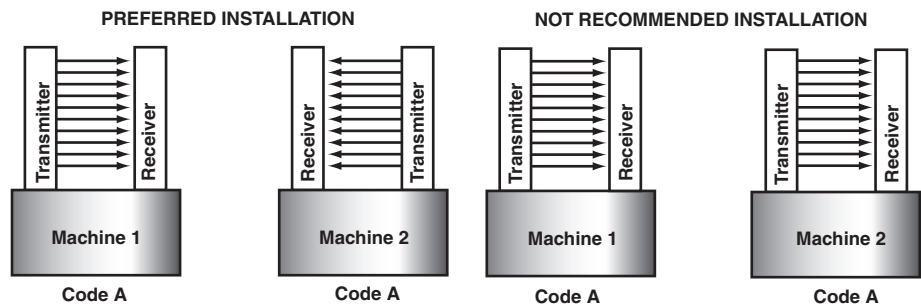 PREFERRED INSTALLATION
Transmitter
Receiver
Machine 1
Code A
Receiver
Transmitter
Machine 2
Code A
NOT RECOMMENDED INSTALLATION
Transmitter
Receiver
Machine 1
Code A
Transmitter
Receiver
Machine 2
Code A